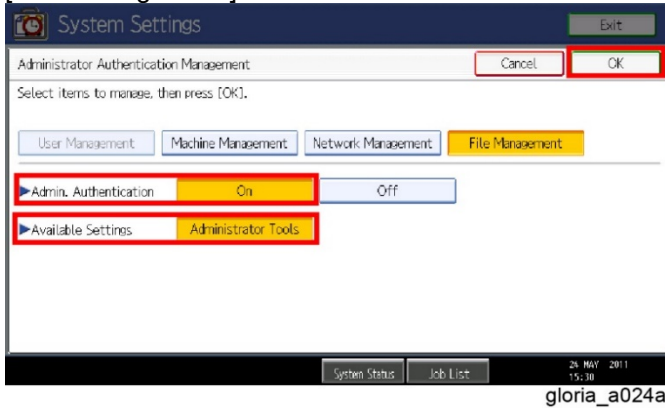 System Settings
Exit
Administrator Authentication Management
Cancel
OK
Select items to manage, then press [OK].
User Management
Machine Management
Network Management
File Management
Admin. Authentication
On
Off
Available Settings
Administrator Tools
System Status
Job List
24 MAY 2011
15:30
gloria_a024a